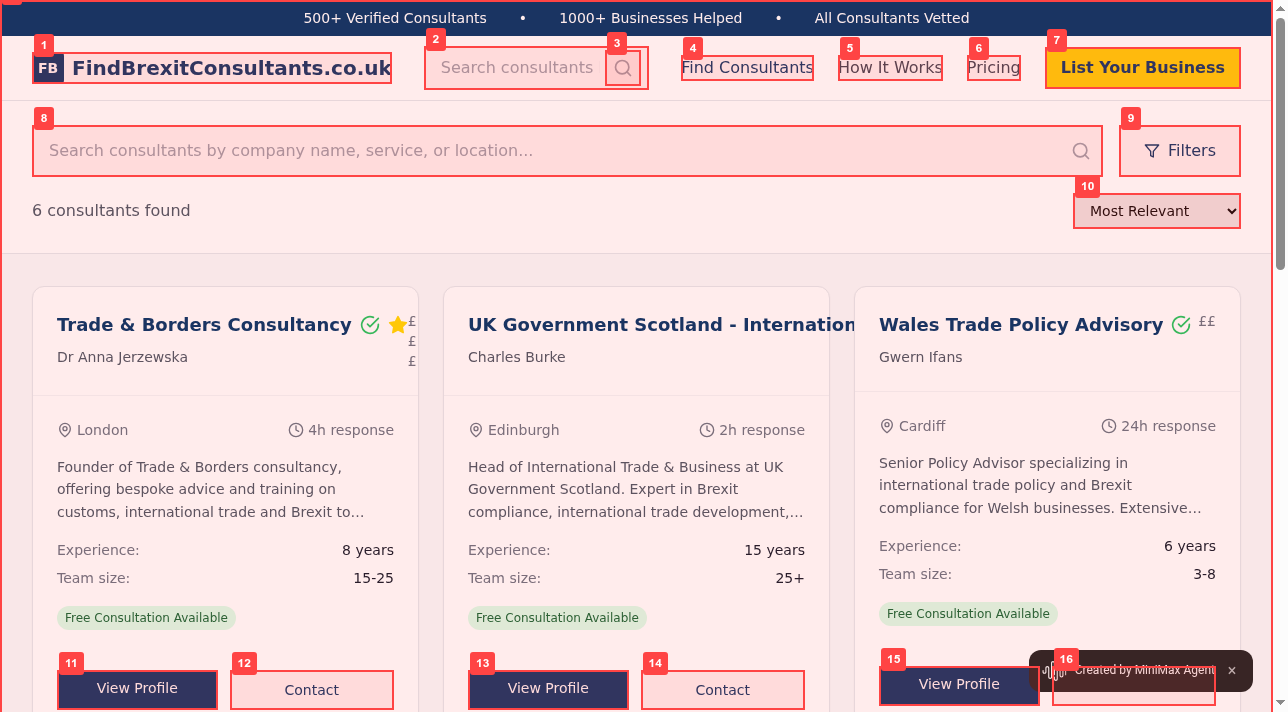 500+ Verified Consultants • 1000+ Businesses Helped • All Consultants Vetted
1 2 3 4 5 6 7
FB FindBrexitConsultants.co.uk Search consultants Find Consultants How It Works Pricing List Your Business
8 9
Search consultants by company name, service, or location... Filters
10
6 consultants found Most Relevant
Trade & Borders Consultancy £
£
£
Dr Anna Jerzewska
London 4h response
Founder of Trade & Borders consultancy,
offering bespoke advice and training on
customs, international trade and Brexit to...
Experience: 8 years
Team size: 15-25
Free Consultation Available
11 12
View Profile Contact
UK Government Scotland - Internation
Charles Burke
Edinburgh 2h response
Head of International Trade & Business at UK
Government Scotland. Expert in Brexit
compliance, international trade development,...
Experience: 15 years
Team size: 25+
Free Consultation Available
13 14
View Profile Contact
Wales Trade Policy Advisory ££
Gwern Ifans
Cardiff 24h response
Senior Policy Advisor specializing in
international trade policy and Brexit
compliance for Welsh businesses. Extensive...
Experience: 6 years
Team size: 3-8
Free Consultation Available
15 16
View Profile
Created by MiniMax Agent ×